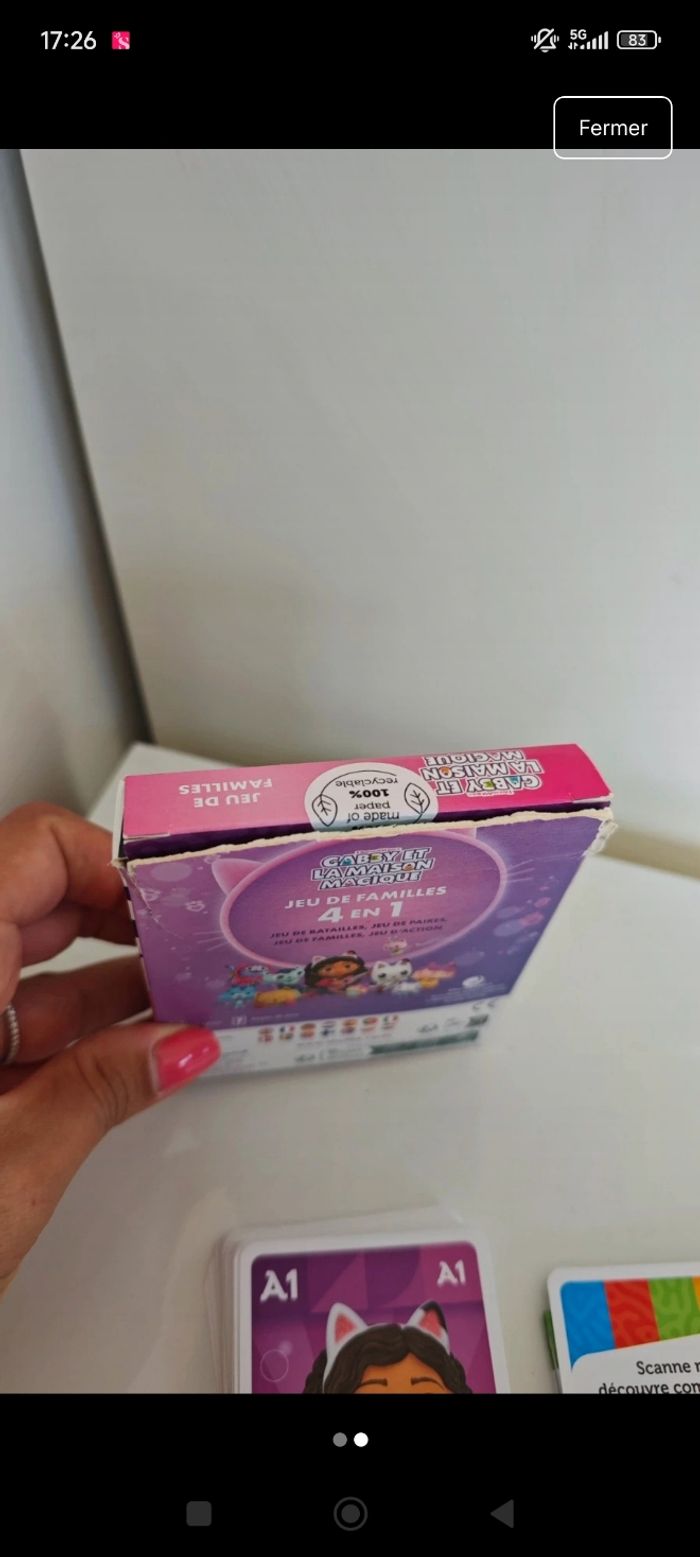 17:26
5G
83
Fermer
GABBY ET
LA MAISON
MAGIQUE
made of
paper
100%
recyclable
JEU DE
FAMILLES
GABBY ET
LA MAISON
MAGIQUE
JEU DE FAMILLES
4 EN 1
JEU DE BATAILLES, JEU DE PAIRES,
JEU DE FAMILLES, JEU D'ACTION
A1
A1
Scanne
découvre